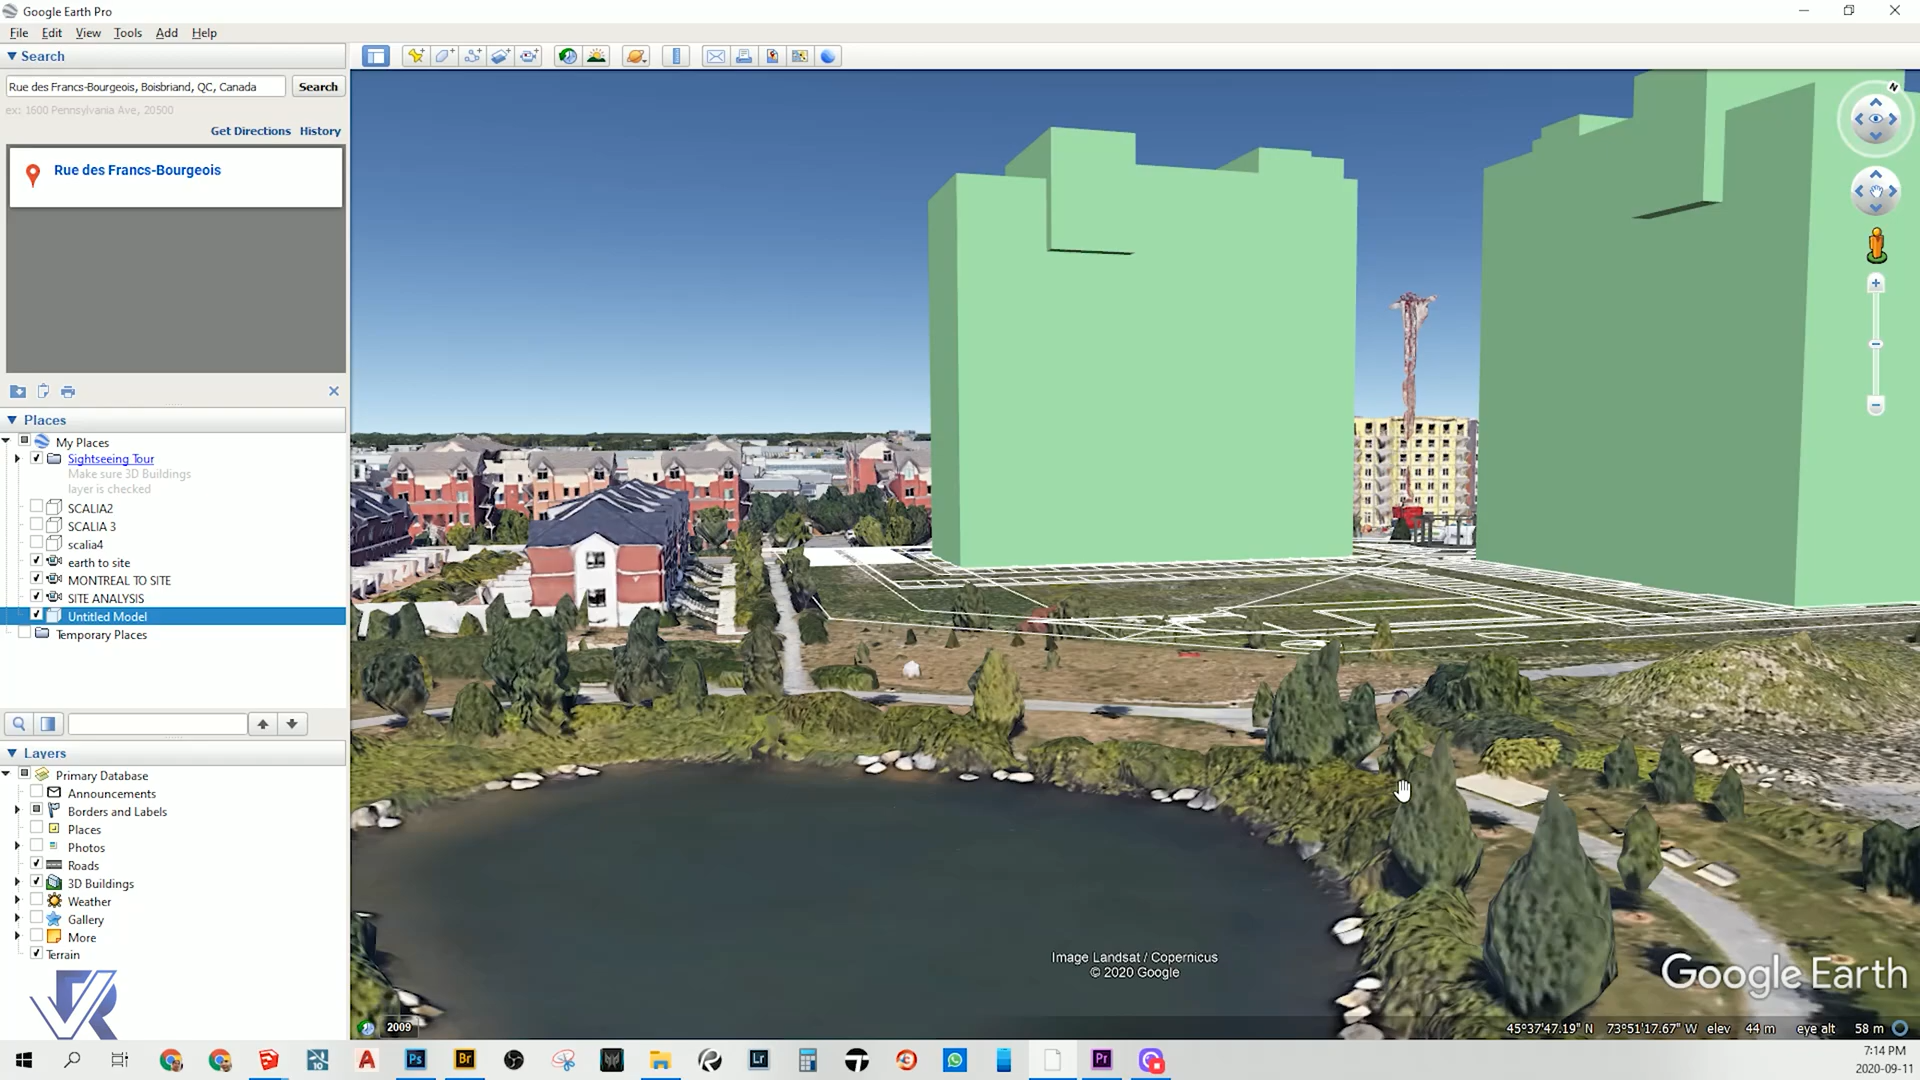 Google Earth Pro
File Edit View Tools Add Help
Search
Rue des Francs-Bourgeois, Boisbriand, QC, Canada
Search
ex: 1600 Pennsylvania Ave, 20500
Get Directions History
Rue des Francs-Bourgeois
Places
My Places
Sightseeing Tour
Make sure 3D Buildings
layer is checked
SCALIA2
SCALIA 3
scalia4
earth to site
MONTREAL TO SITE
SITE ANALYSIS
Untitled Model
Temporary Places
Layers
Primary Database
Announcements
Borders and Labels
Places
Photos
Roads
3D Buildings
Weather
Gallery
More
Terrain
N
Image Landsat / Copernicus
© 2020 Google
Google Earth
2009
45°37'47.19" N 73°51'17.67" W elev 44 m eye alt 58 m
10
A
Ps
Br
Lr
Pr
7:14 PM
2020-09-11